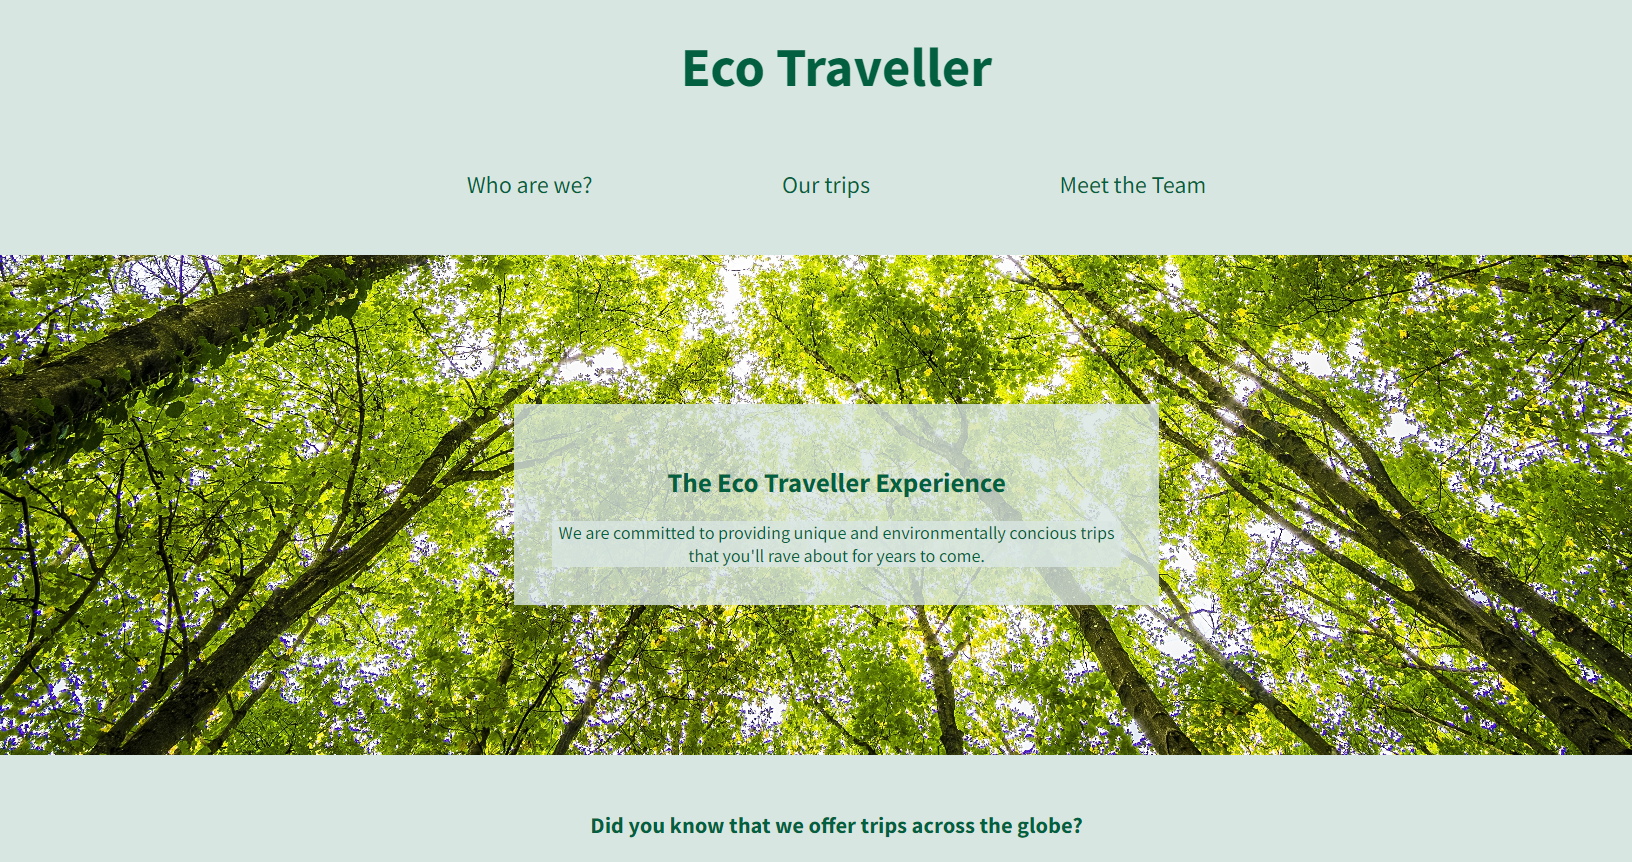 Eco Traveller
Who are we? Our trips Meet the Team
The Eco Traveller Experience
We are committed to providing unique and environmentally concious trips
that you'll rave about for years to come.
Did you know that we offer trips across the globe?